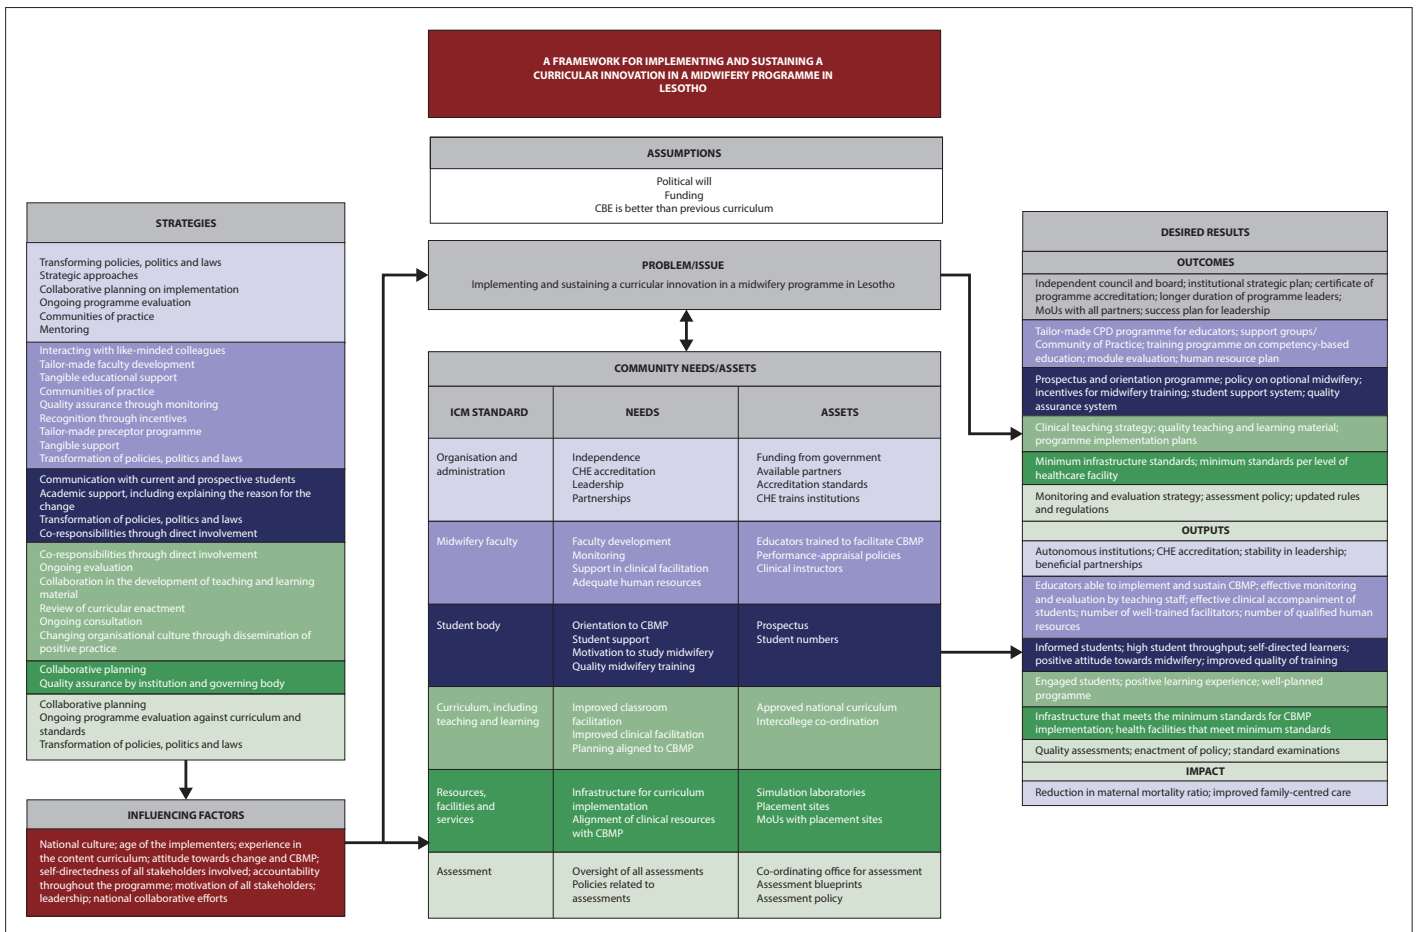 A FRAMEWORK FOR IMPLEMENTING AND SUSTAINING A
CURRICULAR INNOVATION IN A MIDWIFERY PROGRAMME IN
LESOTHO
ASSUMPTIONS
Political will
Funding
CBE is better than previous curriculum
STRATEGIES
Transforming policies, politics and laws
Strategic approaches
Collaborative planning on implementation
Ongoing programme evaluation
Communities of practice
Mentoring
Interacting with like-minded colleagues
Tailor-made faculty development
Tangible educational support
Communities of practice
Quality assurance through monitoring
Recognition through incentives
Tailor-made preceptor programme
Tangible support
Transformation of policies, politics and laws
Communication with current and prospective students
Academic support, including explaining the reason for the
change
Transformation of policies, politics and laws
Co-responsibilities through direct involvement
Co-responsibilities through direct involvement
Ongoing evaluation
Collaboration in the development of teaching and learning
material
Review of curricular enactment
Ongoing consultation
Changing organisational culture through dissemination of
positive practice
Collaborative planning
Quality assurance by institution and governing body
Collaborative planning
Ongoing programme evaluation against curriculum and
standards
Transformation of policies, politics and laws
INFLUENCING FACTORS
National culture; age of the implementers; experience in
the content curriculum; attitude towards change and CBMP;
self-directedness of all stakeholders involved; accountability
throughout the programme; motivation of all stakeholders;
leadership; national collaborative efforts
PROBLEM/ISSUE
Implementing and sustaining a curricular innovation in a midwifery programme in Lesotho
COMMUNITY NEEDS/ASSETS
ICM STANDARD
NEEDS
ASSETS
Organisation and
administration
Independence
CHE accreditation
Leadership
Partnerships
Funding from government
Available partners
Accreditation standards
CHE trains institutions
Midwifery faculty
Faculty development
Monitoring
Support in clinical facilitation
Adequate human resources
Educators trained to facilitate CBMP
Performance-appraisal policies
Clinical instructors
Student body
Orientation to CBMP
Student support
Motivation to study midwifery
Quality midwifery training
Prospectus
Student numbers
Curriculum, including
teaching and learning
Improved classroom
facilitation
Improved clinical facilitation
Planning aligned to CBMP
Approved national curriculum
Intercollege co-ordination
Resources,
facilities and
services
Infrastructure for curriculum
implementation
Alignment of clinical resources
with CBMP
Simulation laboratories
Placement sites
MoUs with placement sites
Assessment
Oversight of all assessments
Policies related to
assessments
Co-ordinating office for assessment
Assessment blueprints
Assessment policy
DESIRED RESULTS
OUTCOMES
Independent council and board; institutional strategic plan; certificate of
programme accreditation; longer duration of programme leaders;
MoUs with all partners; success plan for leadership
Tailor-made CPD programme for educators; support groups/
Community of Practice; training programme on competency-based
education; module evaluation; human resource plan
Prospectus and orientation programme; policy on optional midwifery;
incentives for midwifery training; student support system; quality
assurance system
Clinical teaching strategy; quality teaching and learning material;
programme implementation plans
Minimum infrastructure standards; minimum standards per level of
healthcare facility
Monitoring and evaluation strategy; assessment policy; updated rules
and regulations
OUTPUTS
Autonomous institutions; CHE accreditation; stability in leadership;
beneficial partnerships
Educators able to implement and sustain CBMP; effective monitoring
and evaluation by teaching staff; effective clinical accompaniment of
students; number of well-trained facilitators; number of qualified human
resources
Informed students; high student throughput; self-directed learners;
positive attitude towards midwifery; improved quality of training
Engaged students; positive learning experience; well-planned
programme
Infrastructure that meets the minimum standards for CBMP
implementation; health facilities that meet minimum standards
Quality assessments; enactment of policy; standard examinations
IMPACT
Reduction in maternal mortality ratio; improved family-centred care